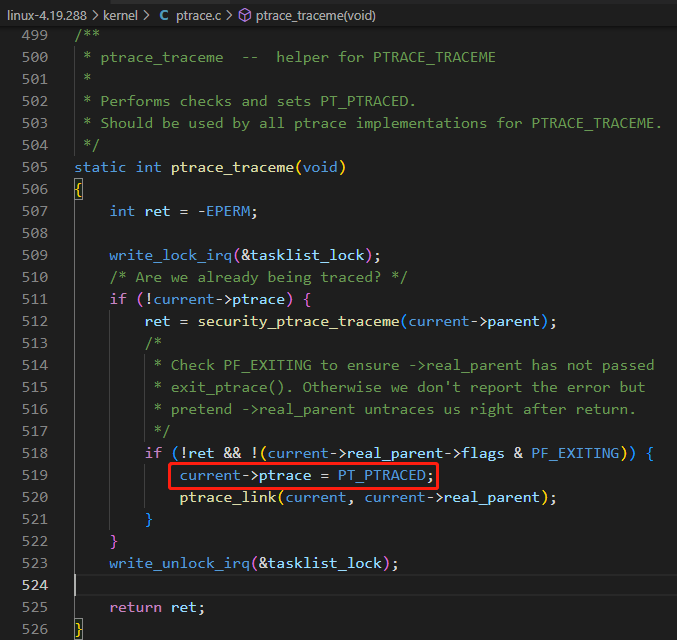 linux-4.19.288 > kernel > C ptrace.c > ptrace_traceme(void)
499 /**
500  * ptrace_traceme  --  helper for PTRACE_TRACEME
501  *
502  * Performs checks and sets PT_PTRACED.
503  * Should be used by all ptrace implementations for PTRACE_TRACEME.
504  */
505 static int ptrace_traceme(void)
506 {
507     int ret = -EPERM;
508
509     write_lock_irq(&tasklist_lock);
510     /* Are we already being traced? */
511     if (!current->ptrace) {
512         ret = security_ptrace_traceme(current->parent);
513         /*
514          * Check PF_EXITING to ensure ->real_parent has not passed
515          * exit_ptrace(). Otherwise we don't report the error but
516          * pretend ->real_parent untraces us right after return.
517          */
518         if (!ret && !(current->real_parent->flags & PF_EXITING)) {
519             current->ptrace = PT_PTRACED;
520             ptrace_link(current, current->real_parent);
521         }
522     }
523     write_unlock_irq(&tasklist_lock);
524
525     return ret;
526 }